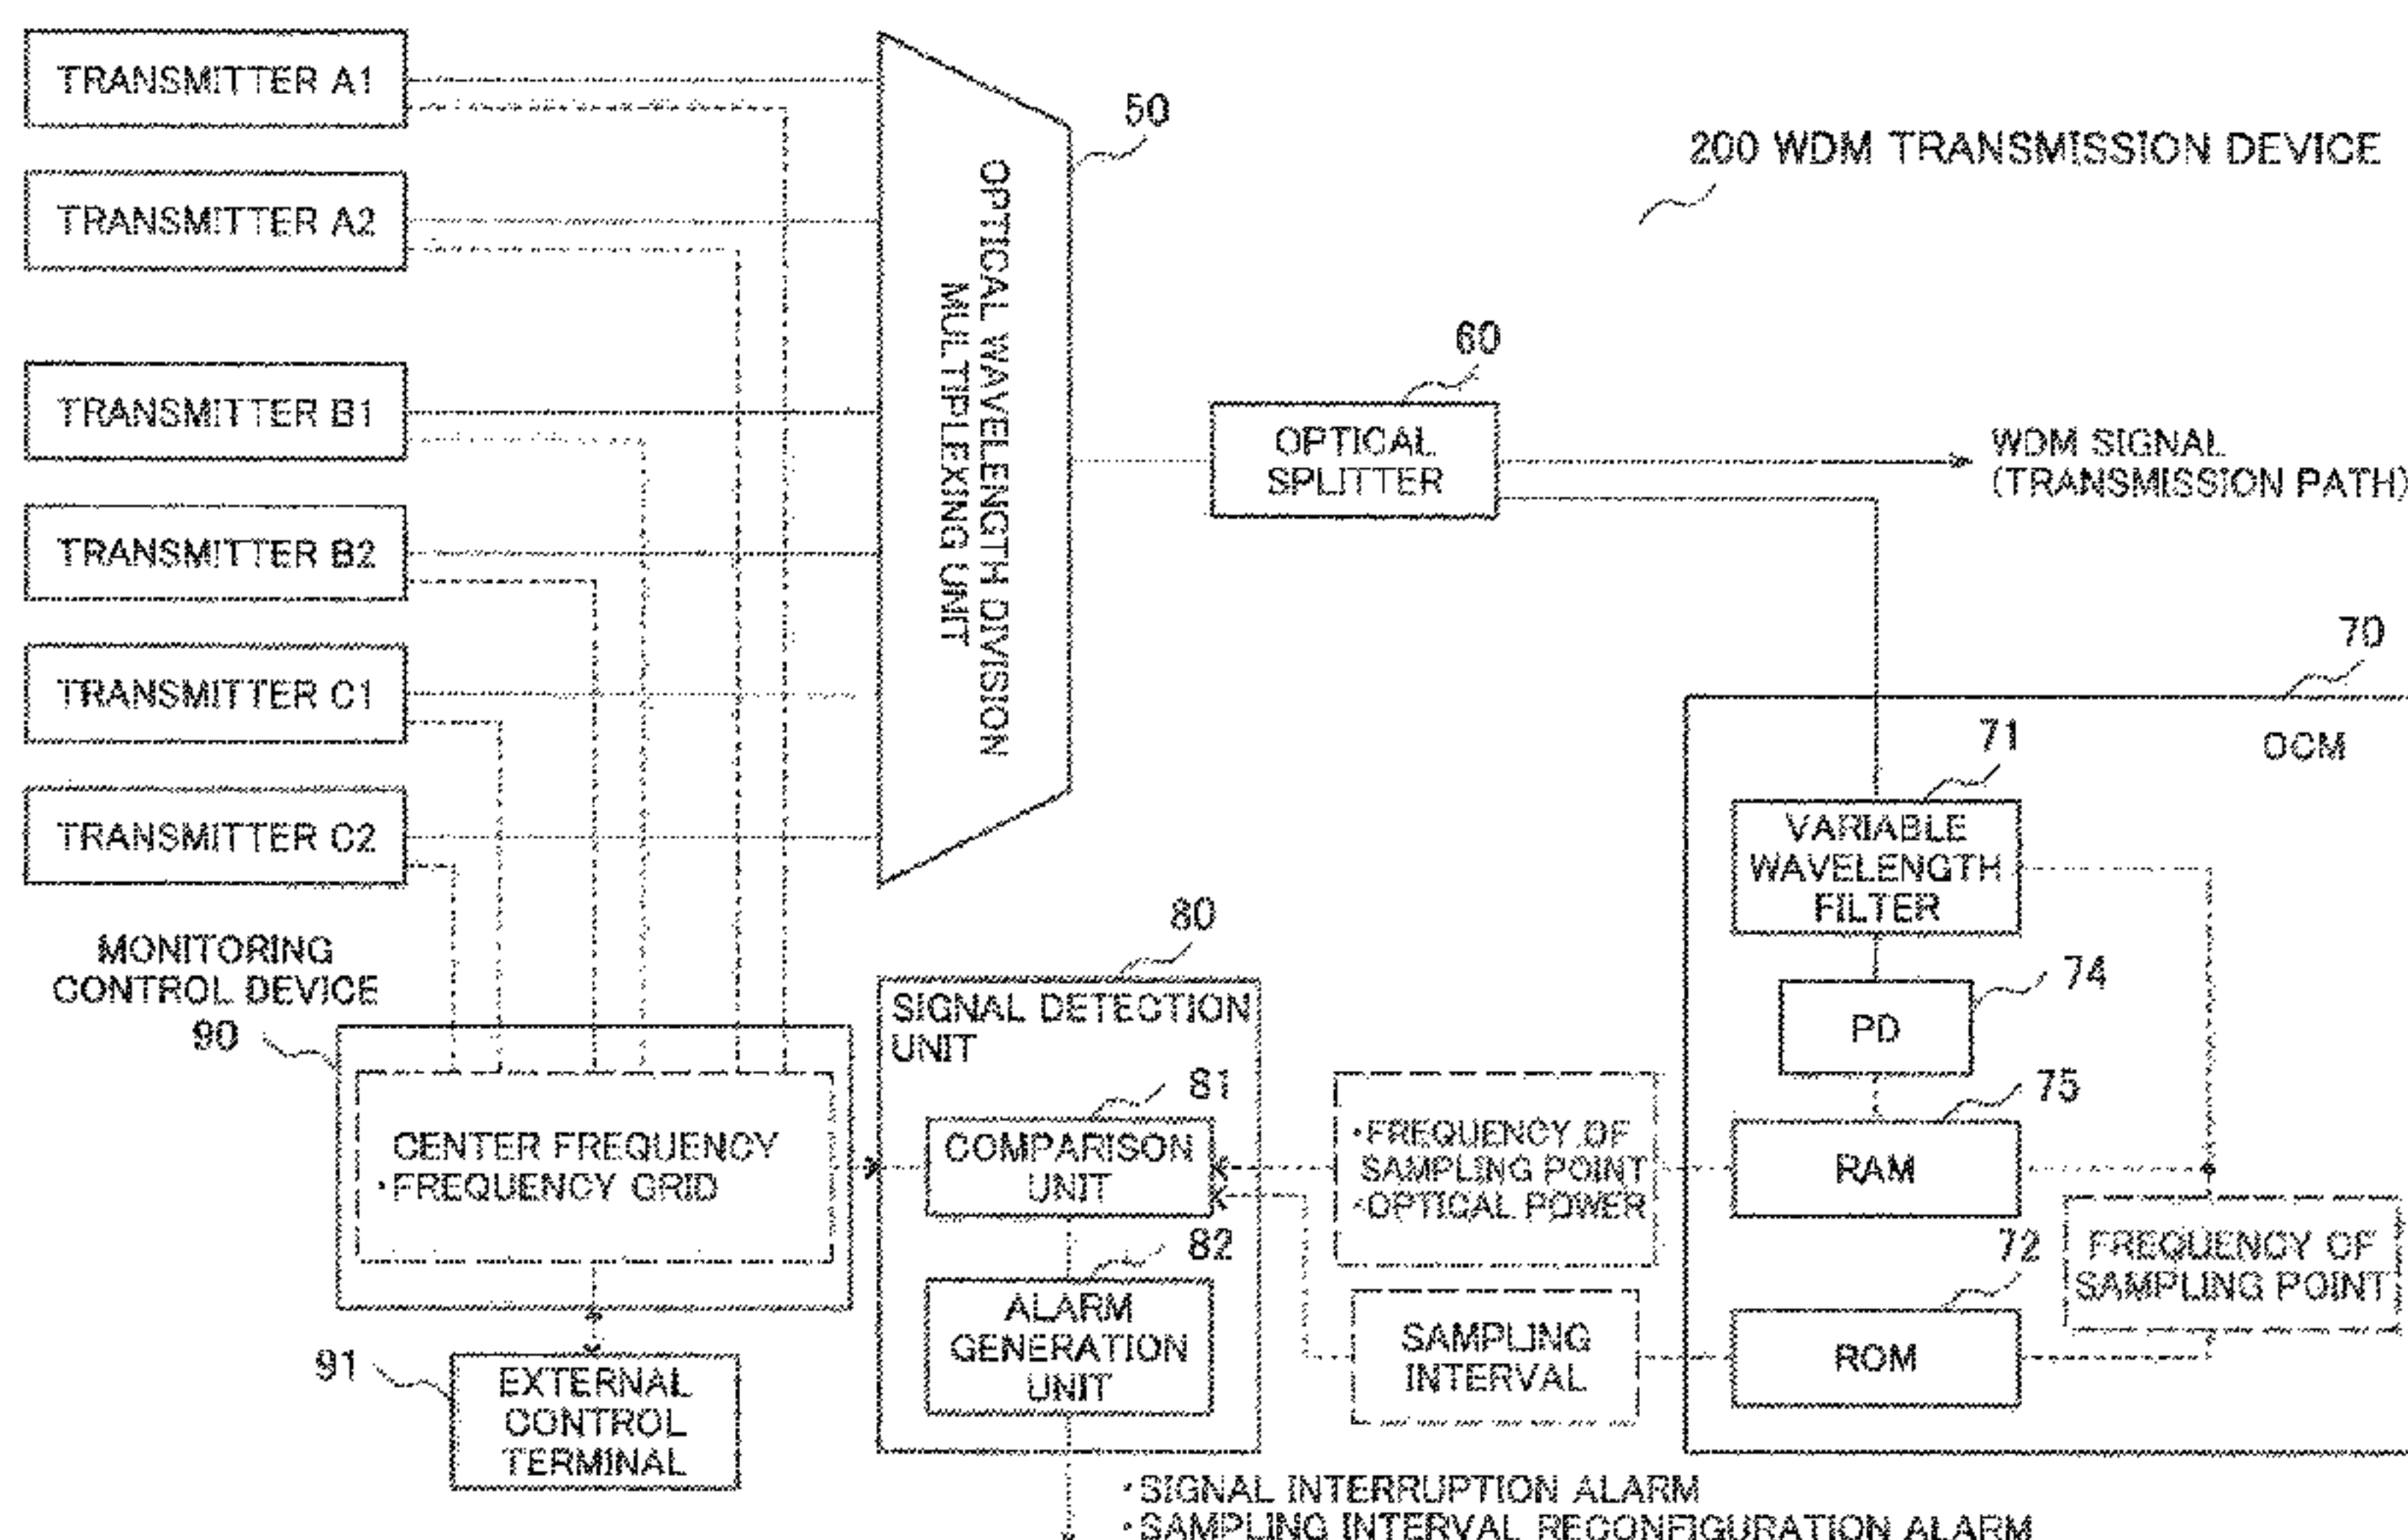 TRANSMITTER A1
TRANSMITTER A2
TRANSMITTER B1
TRANSMITTER B2
TRANSMITTER C1
TRANSMITTER C2
50
OPTICAL WAVELENGTH DIVISION
MULTIPLEXING UNIT
200 WDM TRANSMISSION DEVICE
60
OPTICAL
SPLITTER
WDM SIGNAL
(TRANSMISSION PATH)
70
OCM
71
VARIABLE
WAVELENGTH
FILTER
74
PD
75
RAM
72
ROM
FREQUENCY OF
SAMPLING POINT
MONITORING
CONTROL DEVICE
90
CENTER FREQUENCY
・FREQUENCY GRID
91
EXTERNAL
CONTROL
TERMINAL
80
SIGNAL DETECTION
UNIT
81
COMPARISON
UNIT
82
ALARM
GENERATION
UNIT
・FREQUENCY OF
SAMPLING POINT
・OPTICAL POWER
SAMPLING
INTERVAL
・SIGNAL INTERRUPTION ALARM
・SAMPLING INTERVAL RECONFIGURATION ALARM